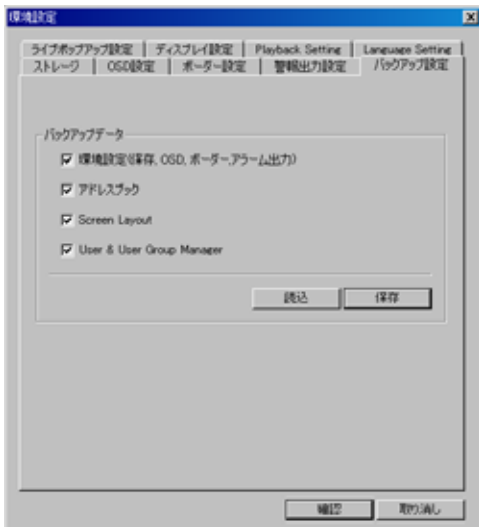 環境設定
ライブポップアップ設定 ディスプレイ設定 Playback Setting Language Setting
ストレージ OSD設定 ボーダー設定 警報出力設定 バックアップ設定
バックアップデータ
環境設定(保存, OSD, ボーダー,アラーム出力)
アドレスブック
Screen Layout
User & User Group Manager
読込 保存
確認 取り消し